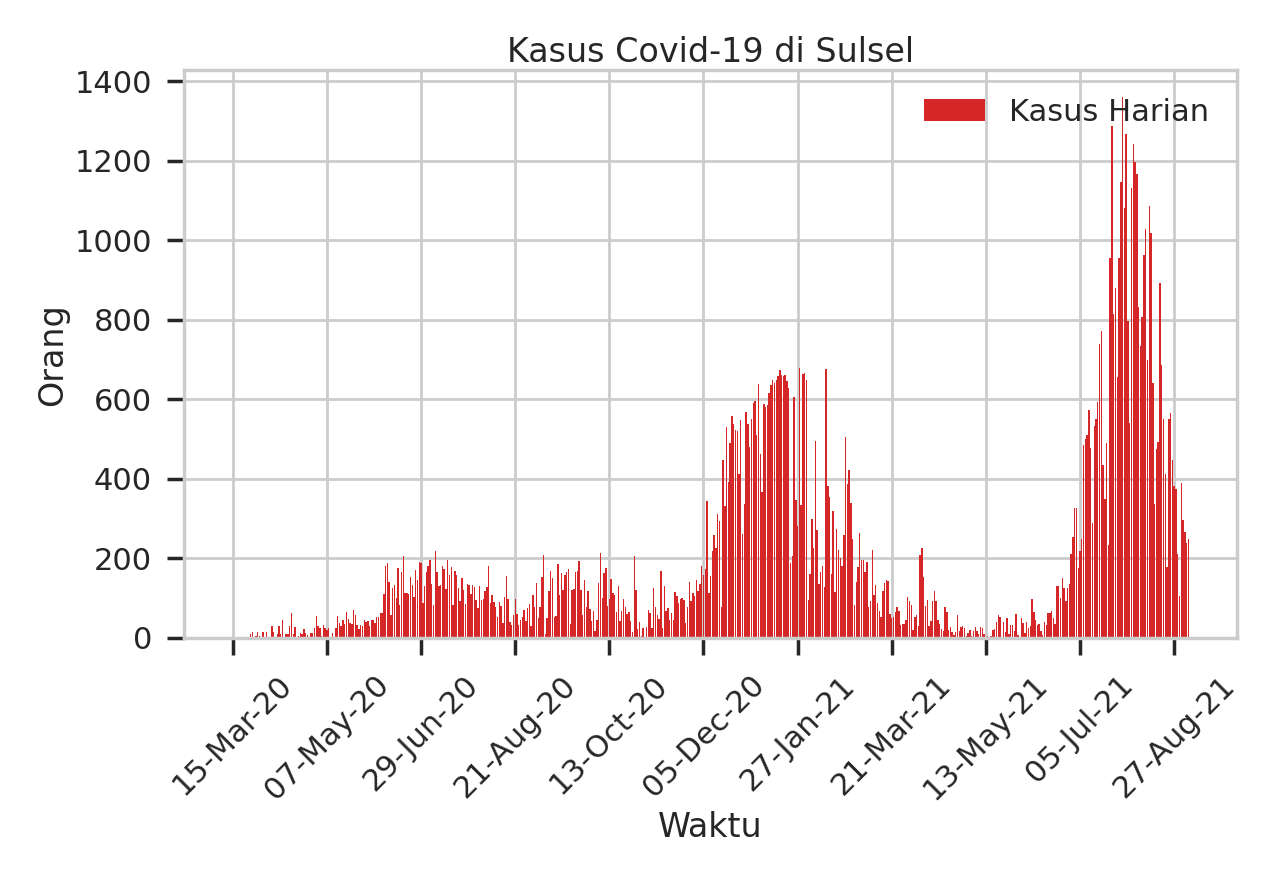 Kasus Covid-19 di Sulsel
Kasus Harian
Orang
1400
1200
1000
800
600
400
200
0
15-Mar-20
07-May-20
29-Jun-20
21-Aug-20
13-Oct-20
05-Dec-20
27-Jan-21
21-Mar-21
13-May-21
05-Jul-21
27-Aug-21
Waktu